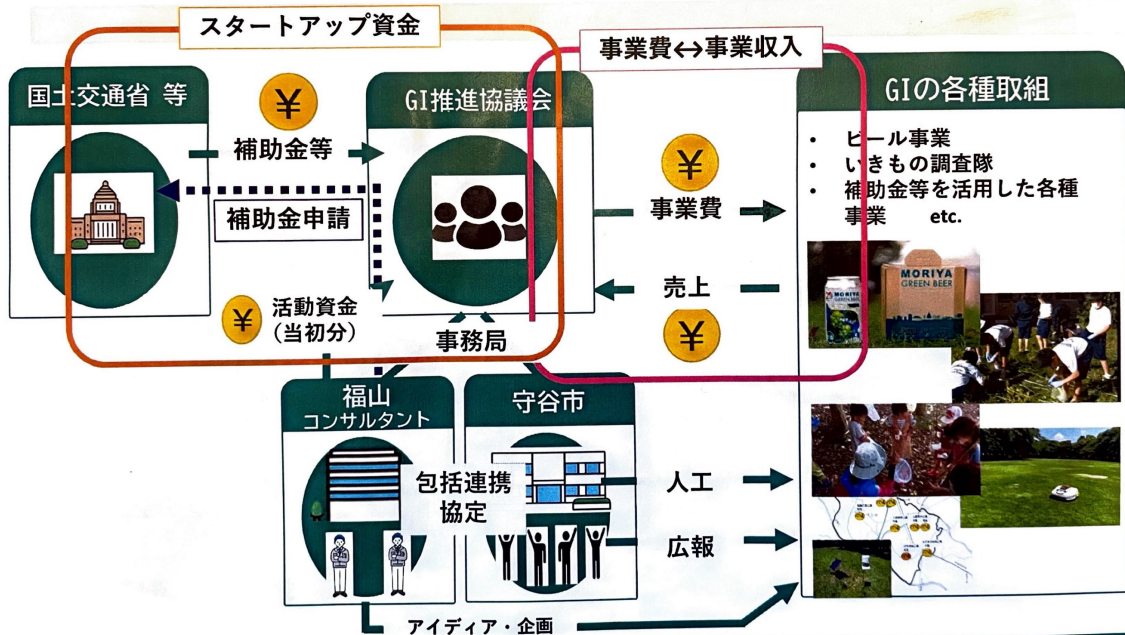 スタートアップ資金
事業費↔事業収入
国土交通省 等
¥
補助金等
補助金申請
GI推進協議会
¥
事業費
売上
¥
GIの各種取組
• ビール事業
• いきもの調査隊
• 補助金等を活用した各種
事業 etc.
MORIYA
GREEN BEER
MORIYA
GREEN BEER
¥
活動資金
(当初分)
事務局
福山
コンサルタント
守谷市
包括連携
協定
人工
広報
アイディア・企画